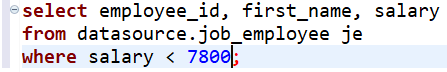 select employee_id, first_name, salary
from datasource.job_employee je
where salary < 7800;